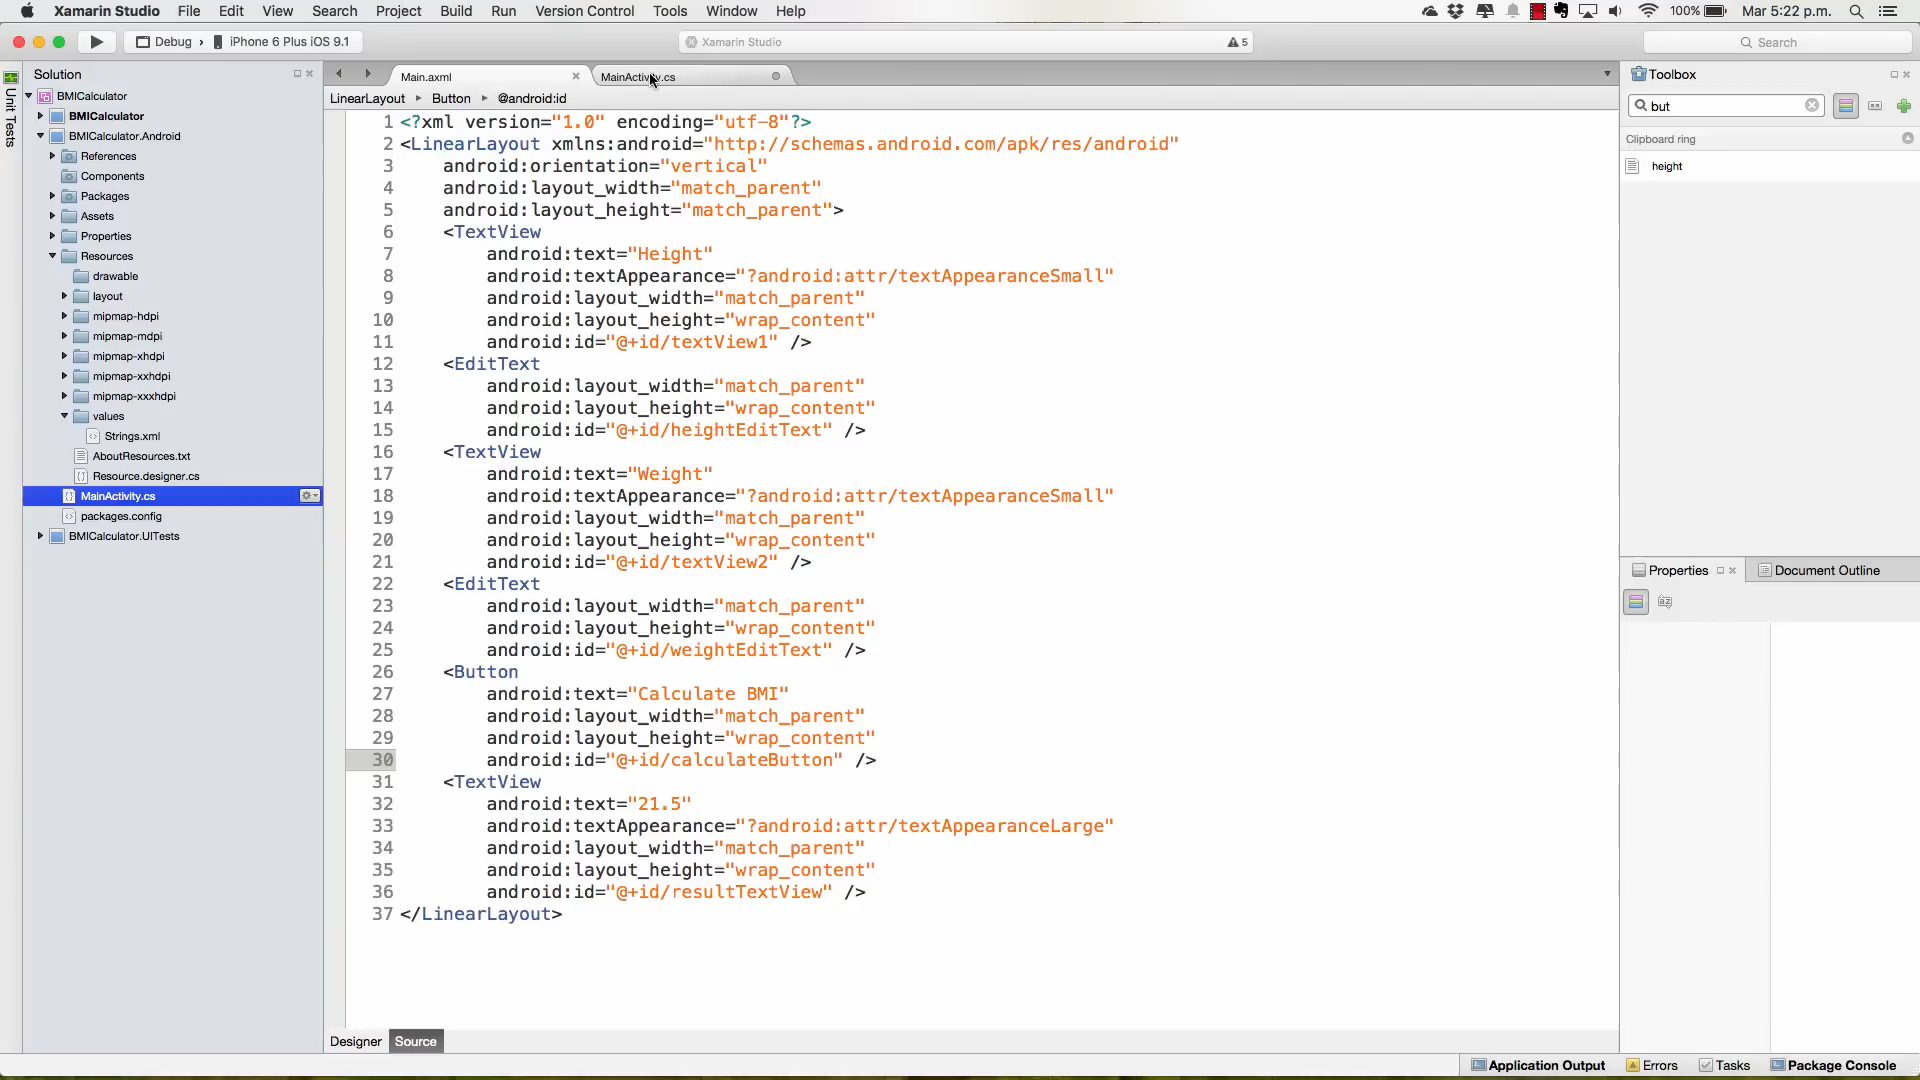 Xamarin Studio File Edit View Search Project Build Run Version Control Tools Window Help 100% Mar 5:22 p.m.
Debug iPhone 6 Plus iOS 9.1 Xamarin Studio 5 Search
Unit Tests
Solution
BMICalculator
BMICalculator
BMICalculator.Android
References
Components
Packages
Assets
Properties
Resources
drawable
layout
mipmap-hdpi
mipmap-mdpi
mipmap-xhdpi
mipmap-xxhdpi
mipmap-xxxhdpi
values
Strings.xml
AboutResources.txt
Resource.designer.cs
MainActivity.cs
packages.config
BMICalculator.UITests
Main.axml MainActivity.cs
LinearLayout Button @android:id
1 <?xml version="1.0" encoding="utf-8"?>
2 <LinearLayout xmlns:android="http://schemas.android.com/apk/res/android"
3 android:orientation="vertical"
4 android:layout_width="match_parent"
5 android:layout_height="match_parent">
6 <TextView
7 android:text="Height"
8 android:textAppearance="?android:attr/textAppearanceSmall"
9 android:layout_width="match_parent"
10 android:layout_height="wrap_content"
11 android:id="@+id/textView1" />
12 <EditText
13 android:layout_width="match_parent"
14 android:layout_height="wrap_content"
15 android:id="@+id/heightEditText" />
16 <TextView
17 android:text="Weight"
18 android:textAppearance="?android:attr/textAppearanceSmall"
19 android:layout_width="match_parent"
20 android:layout_height="wrap_content"
21 android:id="@+id/textView2" />
22 <EditText
23 android:layout_width="match_parent"
24 android:layout_height="wrap_content"
25 android:id="@+id/weightEditText" />
26 <Button
27 android:text="Calculate BMI"
28 android:layout_width="match_parent"
29 android:layout_height="wrap_content"
30 android:id="@+id/calculateButton" />
31 <TextView
32 android:text="21.5"
33 android:textAppearance="?android:attr/textAppearanceLarge"
34 android:layout_width="match_parent"
35 android:layout_height="wrap_content"
36 android:id="@+id/resultTextView" />
37 </LinearLayout>
Designer Source
Toolbox
but
Clipboard ring
height
Properties Document Outline
Application Output Errors Tasks Package Console